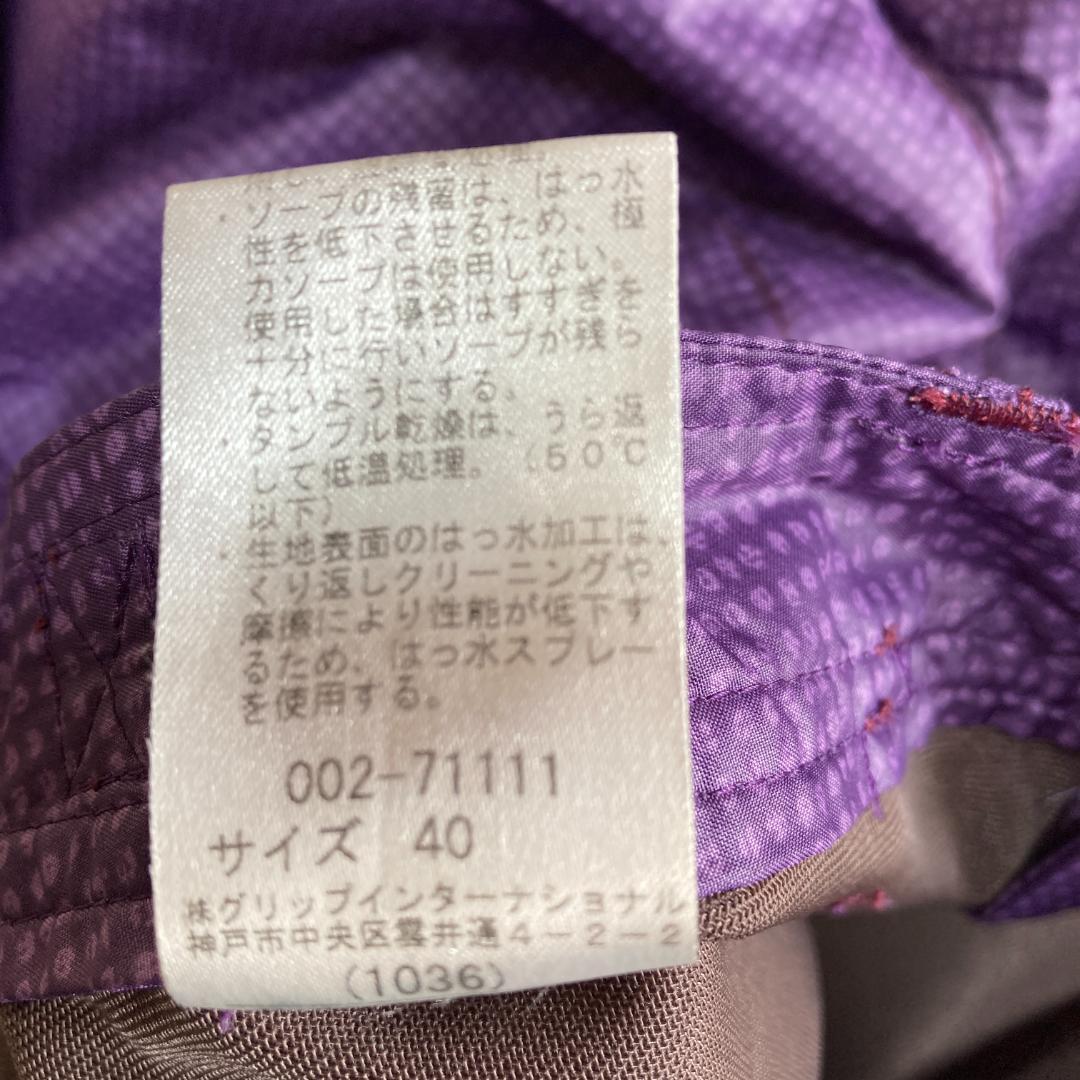 ・ソープの残留は、はっ水
性を低下させるため、極
力ソープは使用しない。
使用した場合はすすぎを
十分に行いソープが残ら
ないようにする。
・タンブル乾燥は、うら返
して低温処理。（50℃
以下）
・生地表面のはっ水加工は、
くり返しクリーニングや
摩擦により性能が低下す
るため、はっ水スプレー
を使用する。
002-71111
サイズ 40
㈱グリップインターナショナル
神戸市中央区雲井通4-2-2
(1036)